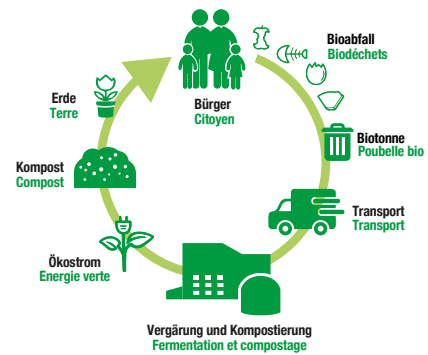 Bürger
Citoyen
Bioabfall
Biodéchets
Biotonne
Poubelle bio
Transport
Transport
Vergärung und Kompostierung
Fermentation et compostage
Ökostrom
Energie verte
Kompost
Compost
Erde
Terre